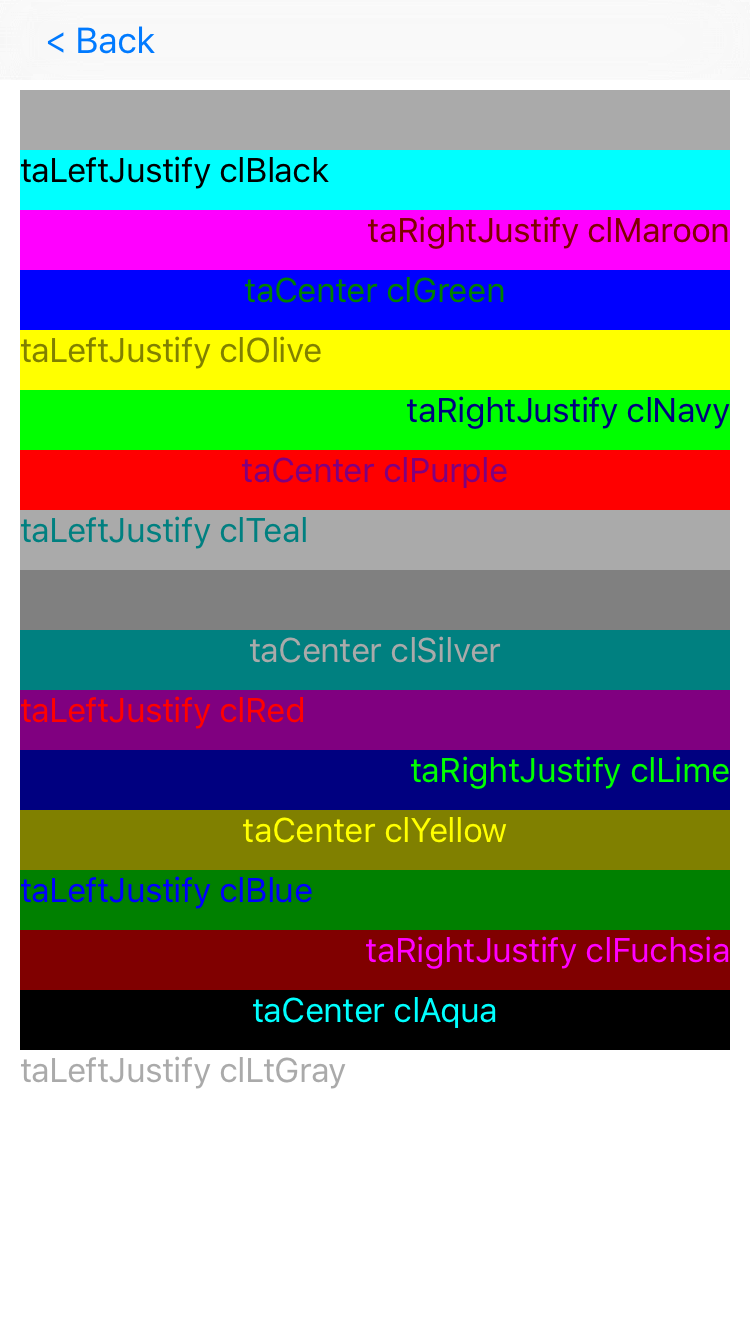 < Back
taLeftJustify clBlack
taRightJustify clMaroon
taCenter clGreen
taLeftJustify clOlive
taRightJustify clNavy
taCenter clPurple
taLeftJustify clTeal
taCenter clSilver
taLeftJustify clRed
taRightJustify clLime
taCenter clYellow
taLeftJustify clBlue
taRightJustify clFuchsia
taCenter clAqua
taLeftJustify clLtGray